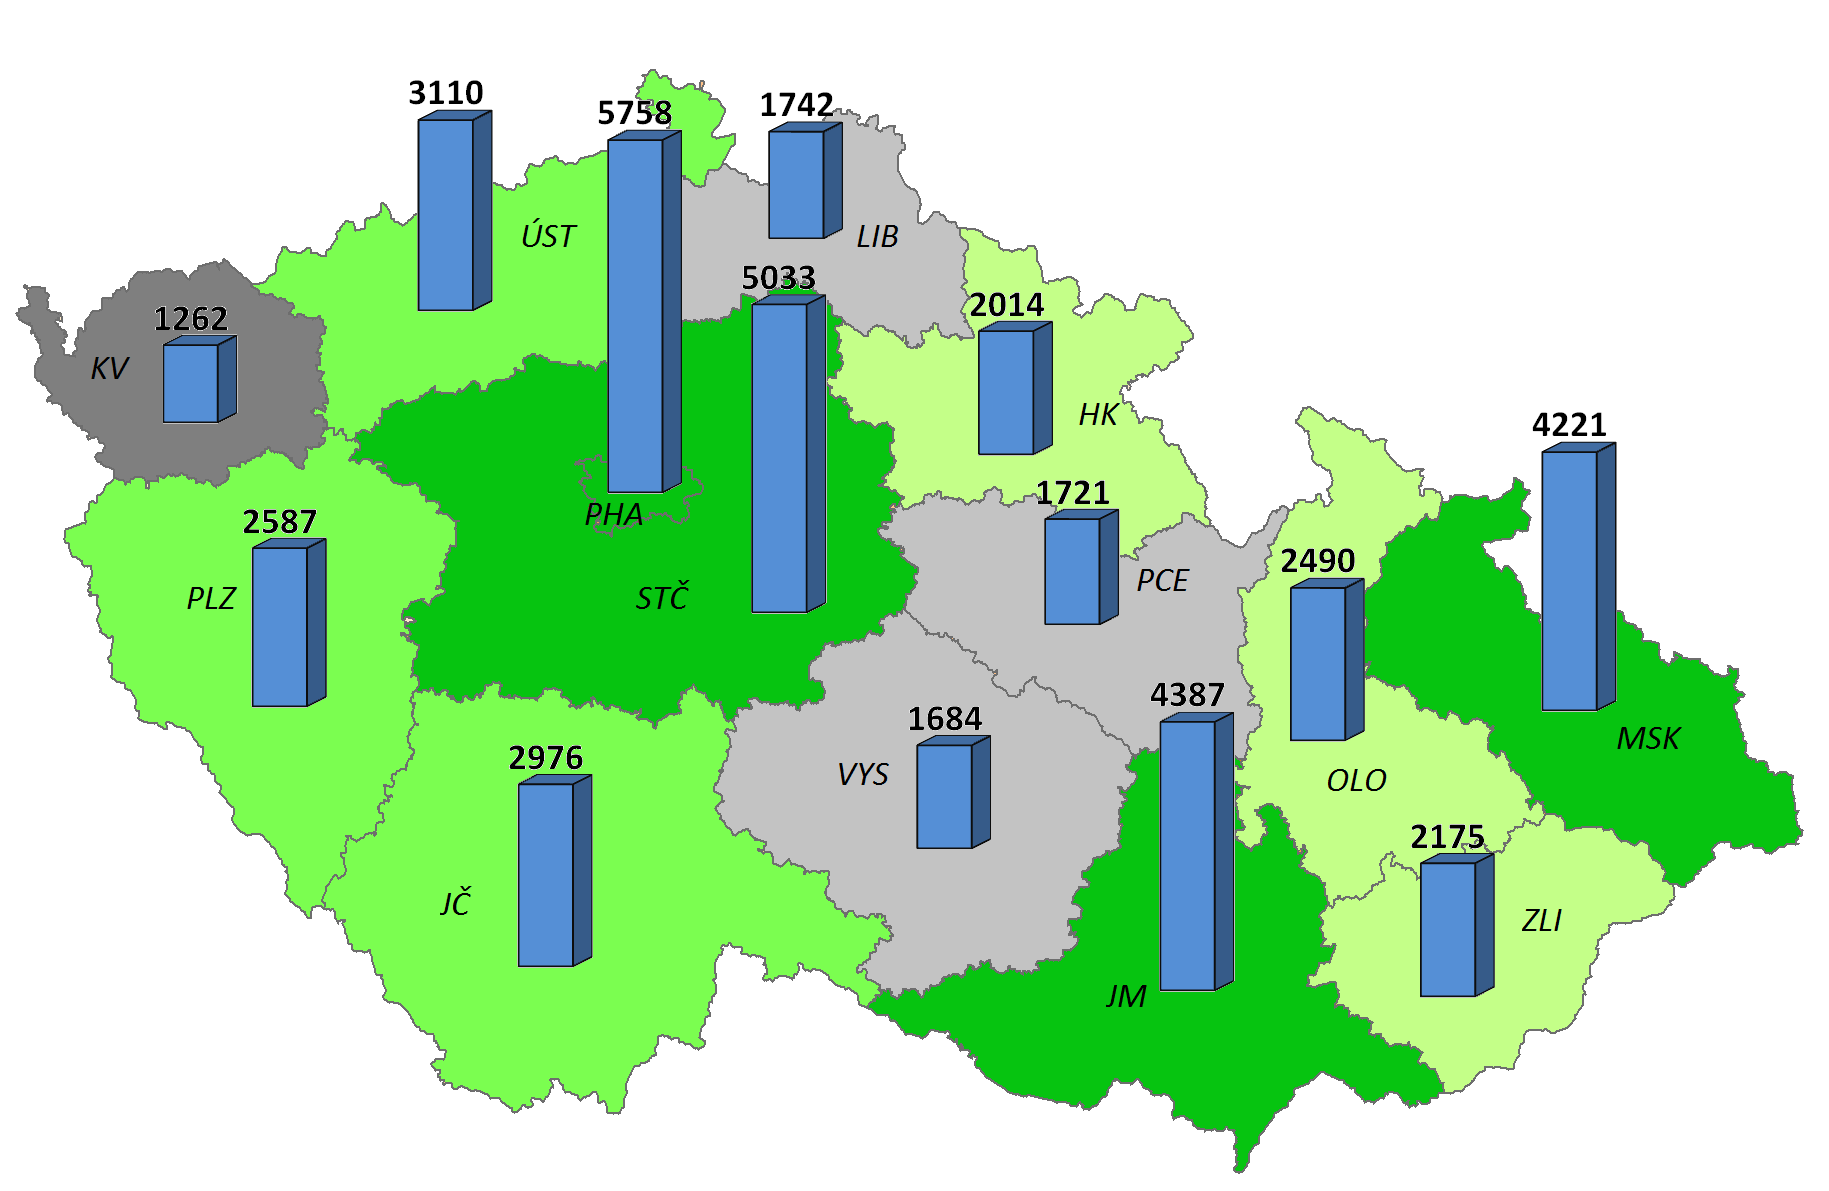 3110
5758
1742
ÚST
LIB
5033
2014
1262
KV
HK
4221
1721
2587
PHA
2490
PCE
PLZ
STČ
4387
1684
MSK
2976
VYS
OLO
2175
JČ
ZLI
JM